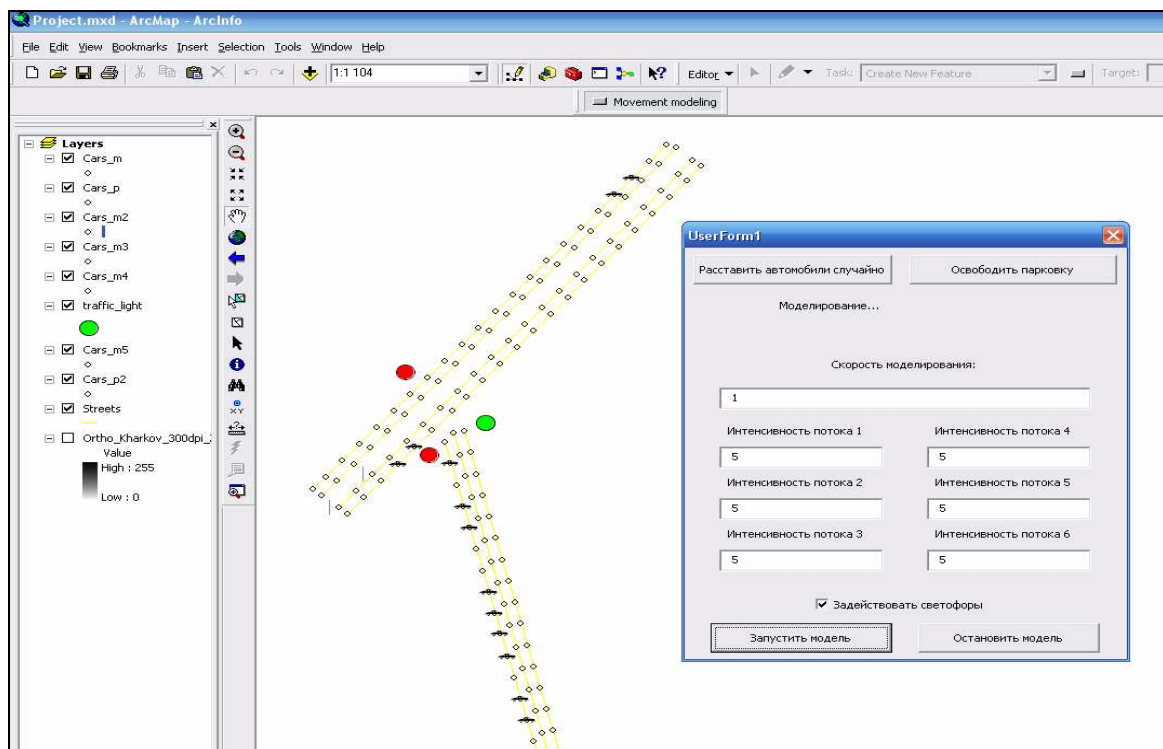 Project.mxd - ArcMap - ArcInfo
File Edit View Bookmarks Insert Selection Tools Window Help
1:1 104
Editor
Task:
Create New Feature
Target:
Movement modeling
Layers
Cars_m
Cars_p
Cars_m2
Cars_m3
Cars_m4
traffic_light
Cars_m5
Cars_p2
Streets
Ortho_Kharkov_300dpi_
Value
High : 255
Low : 0
XY
UserForm1
Расставить автомобили случайно
Освободить парковку
Моделирование...
Скорость моделирования:
1
Интенсивность потока 1
Интенсивность потока 4
5
5
Интенсивность потока 2
Интенсивность потока 5
5
5
Интенсивность потока 3
Интенсивность потока 6
5
5
Задействовать светофоры
Запустить модель
Остановить модель